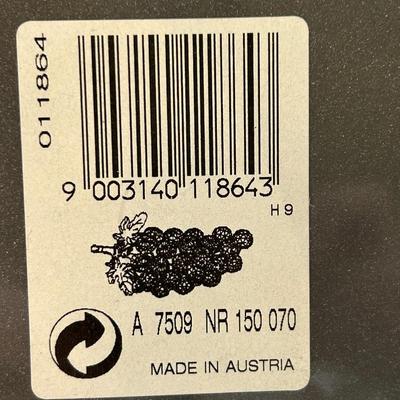 011864
9 003140 118643
H 9
A 7509 NR 150 070
MADE IN AUSTRIA